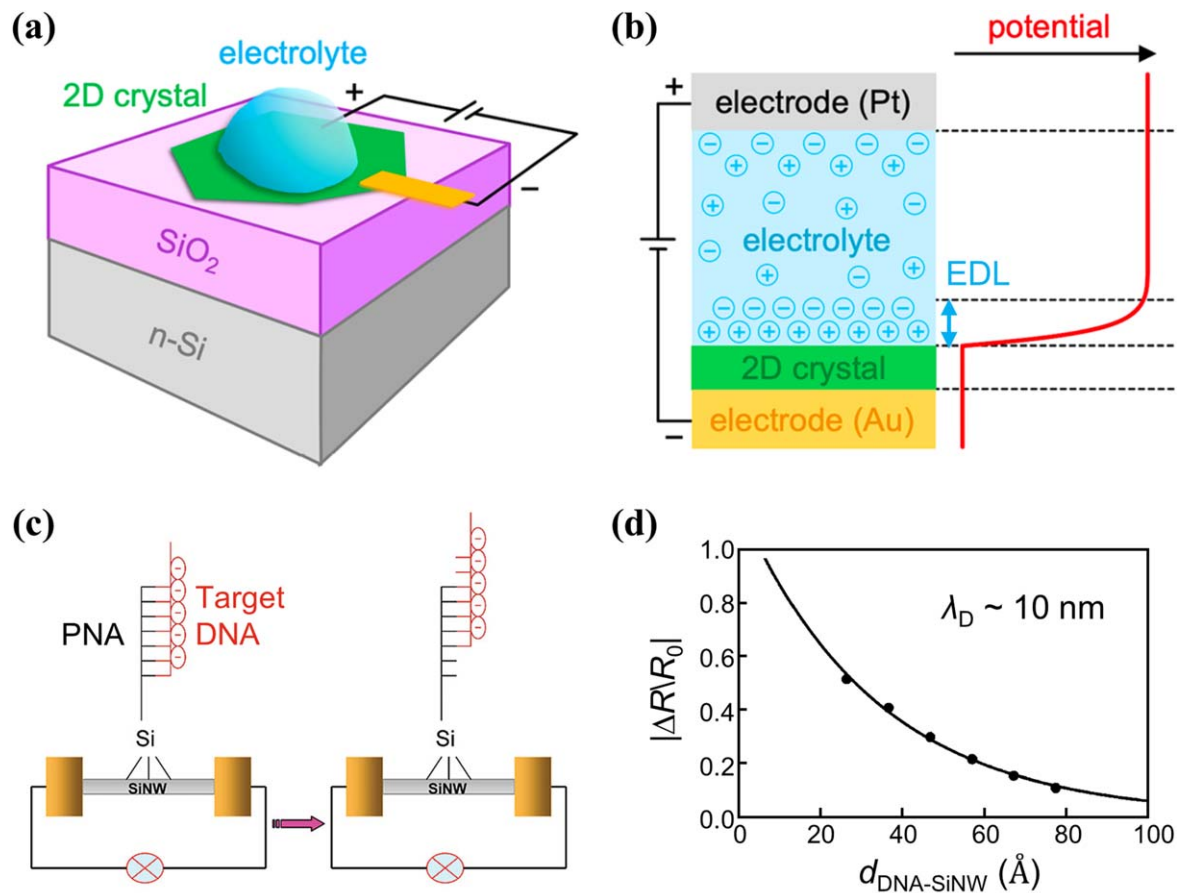 (a)
electrolyte
2D crystal
+
−
SiO₂
n-Si
(b)
potential
+
electrode (Pt)
electrolyte
EDL
2D crystal
electrode (Au)
−
(c)
PNA
Target
DNA
Si
SiNW
Si
SiNW
(d)
|ΔR\R₀|
1.0
0.8
0.6
0.4
0.2
0.0
λD ~ 10 nm
0 20 40 60 80 100
dDNA-SiNW (Å)